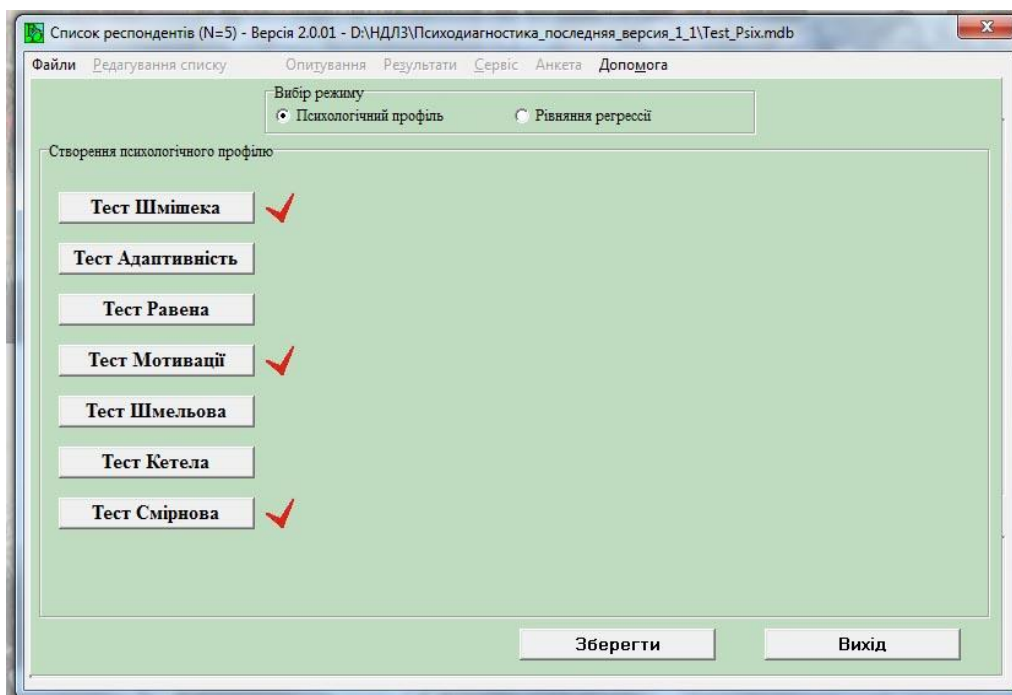 Список респондентів (N=5) - Версія 2.0.01 - D:\НДЛЗ\Психодиагностика_последняя_версия_1_1\Test_Psix.mdb
Файли Редагування списку Опитування Результати Сервіс Анкета Допомога
Вибір режиму
Психологічний профіль Рівняння регрессії
Створення психологічного профілю
Тест Шмішека
Тест Адаптивність
Тест Равена
Тест Мотивації
Тест Шмельова
Тест Кетела
Тест Смірнова
Зберегти Вихід